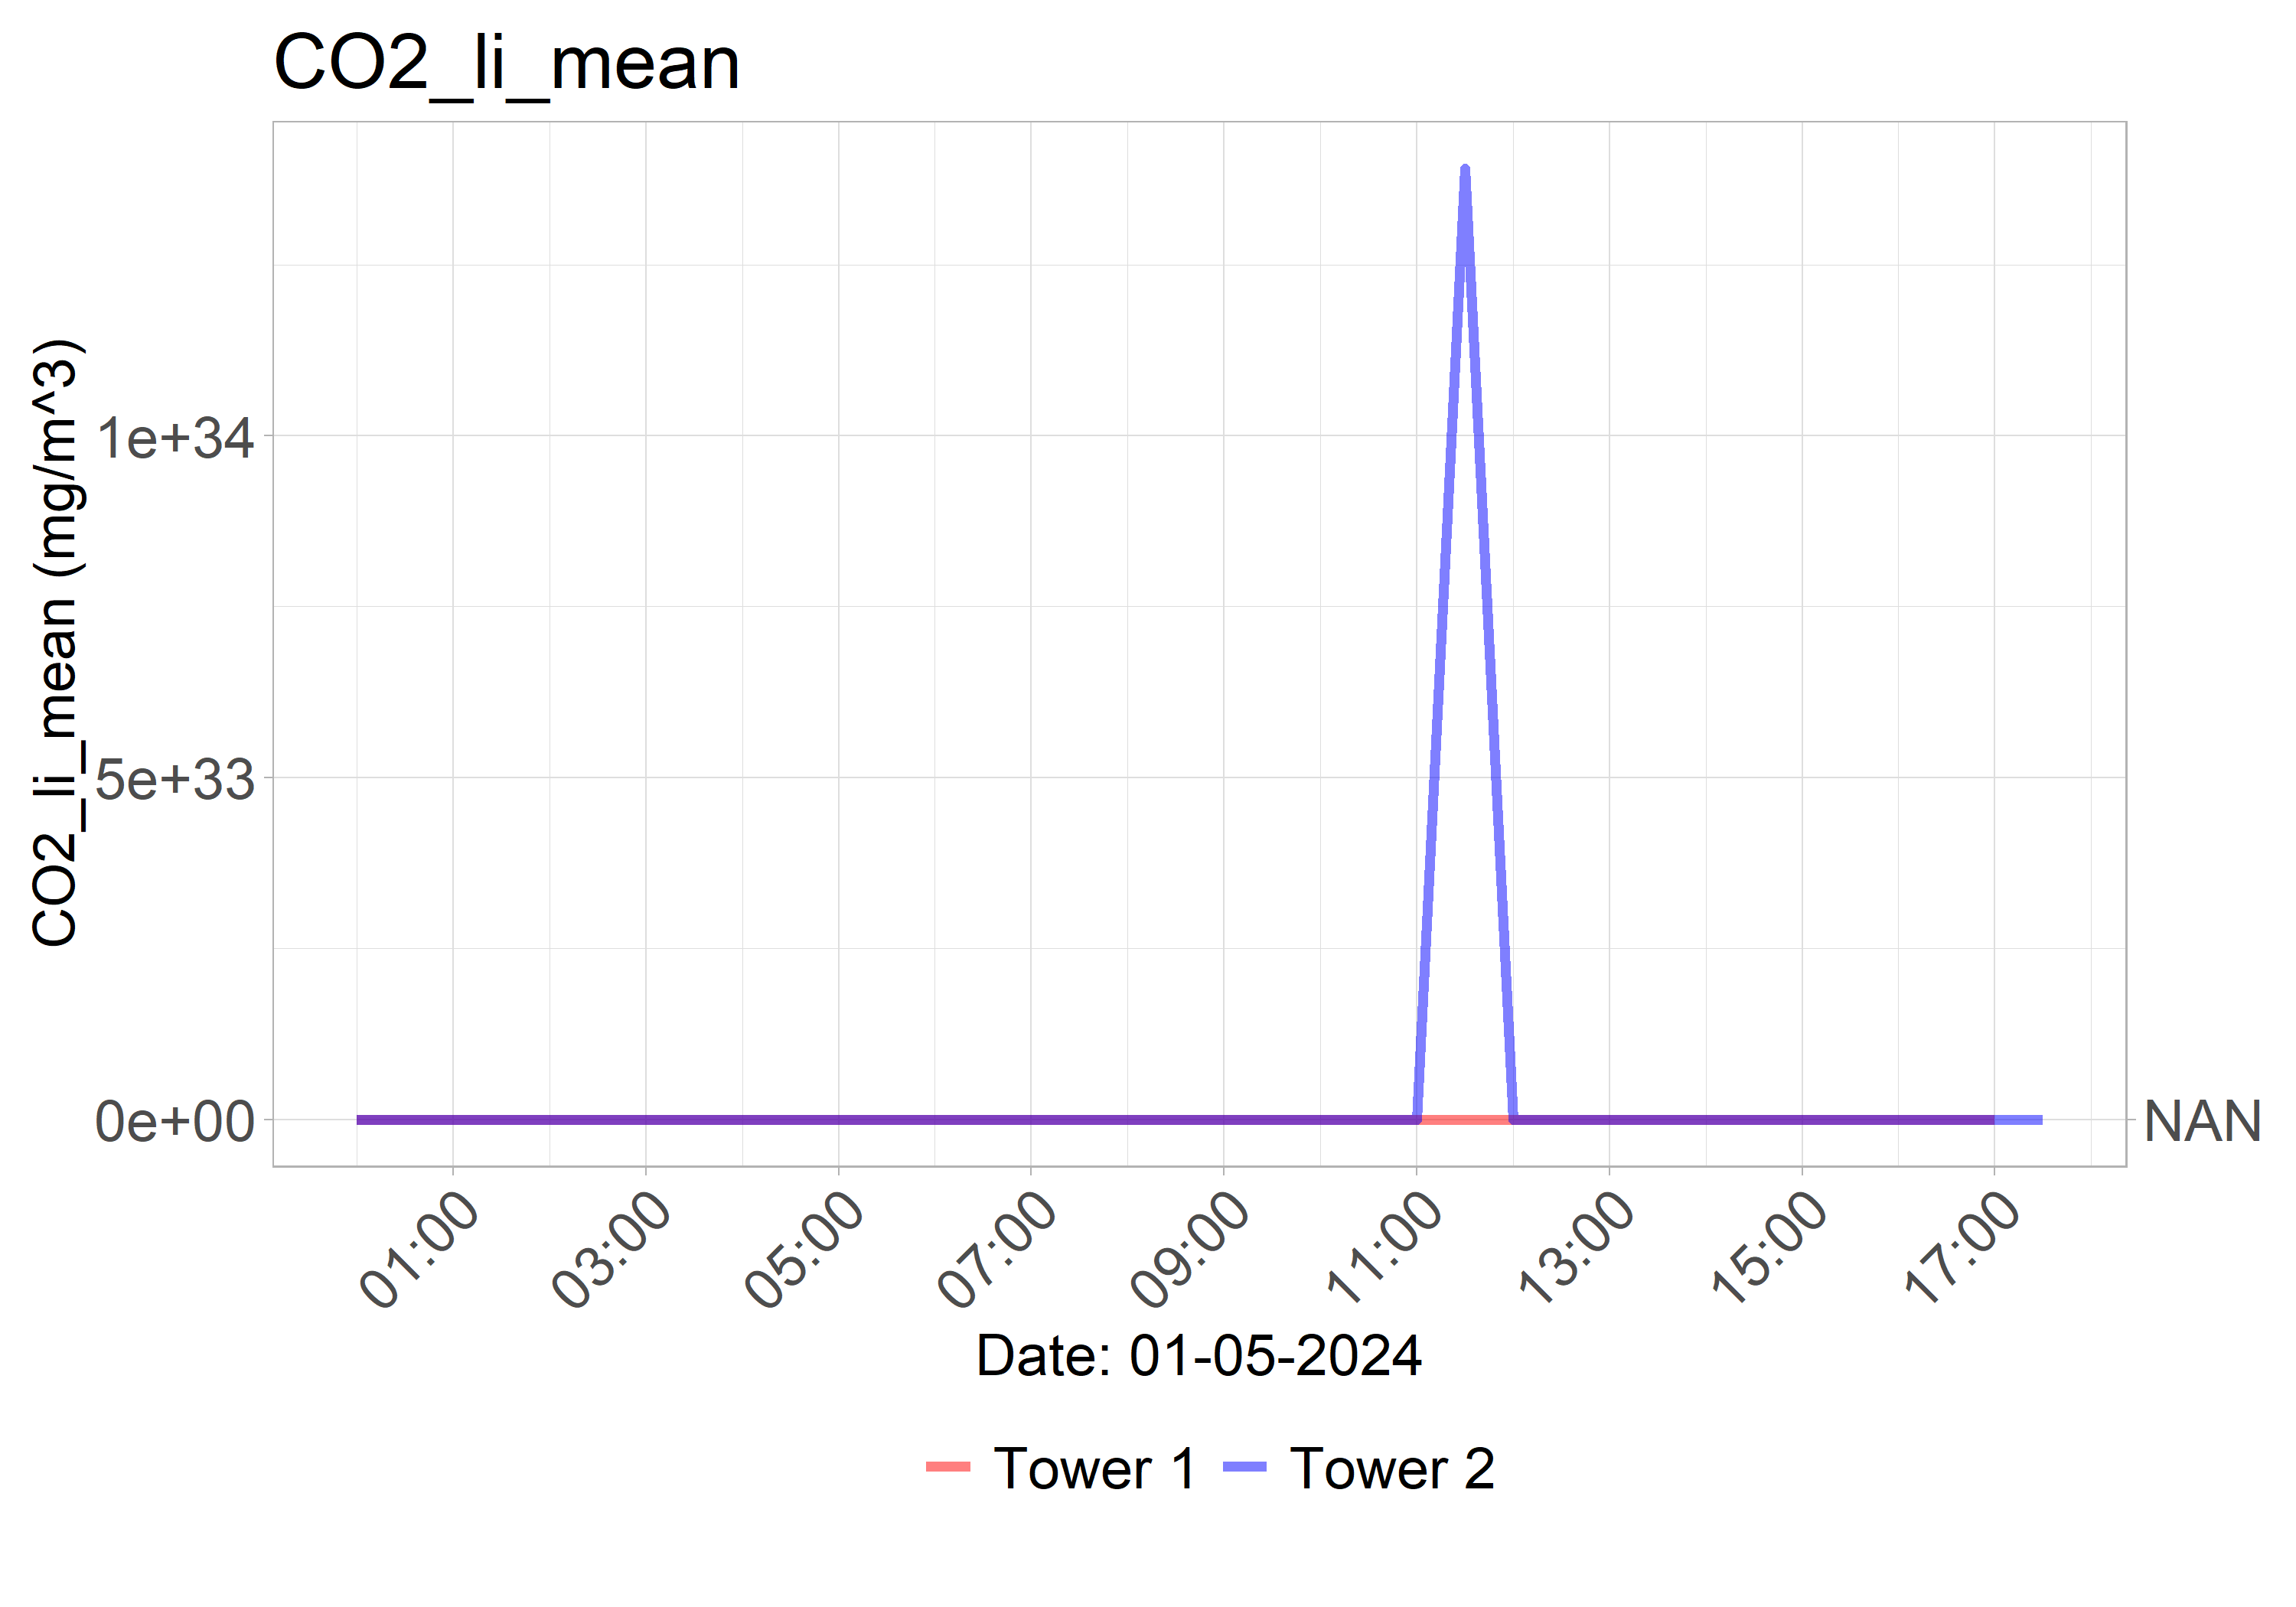 CO2_li_mean
CO2_li_mean (mg/m^3)
1e+34
5e+33
0e+00
NAN
01:00
03:00
05:00
07:00
09:00
11:00
13:00
15:00
17:00
Date: 01-05-2024
Tower 1 Tower 2